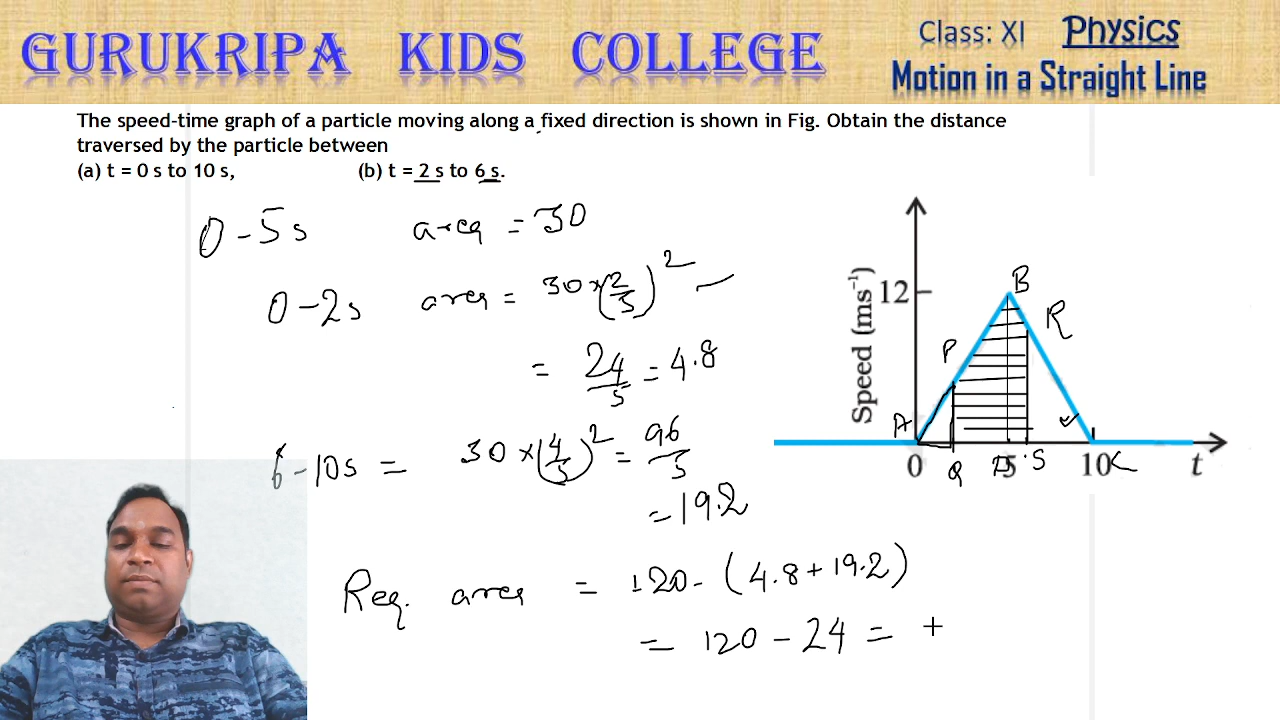 GURUKRIPA KIDS COLLEGE
Class: XI Physics
Motion in a Straight Line
The speed-time graph of a particle moving along a fixed direction is shown in Fig. Obtain the distance
traversed by the particle between
(a) t = 0 s to 10 s, (b) t = 2 s to 6 s.
0-5s area = 30
0-2s area = 30×(2/5)^2
= 24/5 = 4.8
6-10s = 30×(4/5)^2 = 96/5
= 19.2
Req. area = 120-(4.8+19.2)
= 120-24 =
Speed (ms⁻¹)
12
B
R
P
A
0 5 10 t
Q D S C